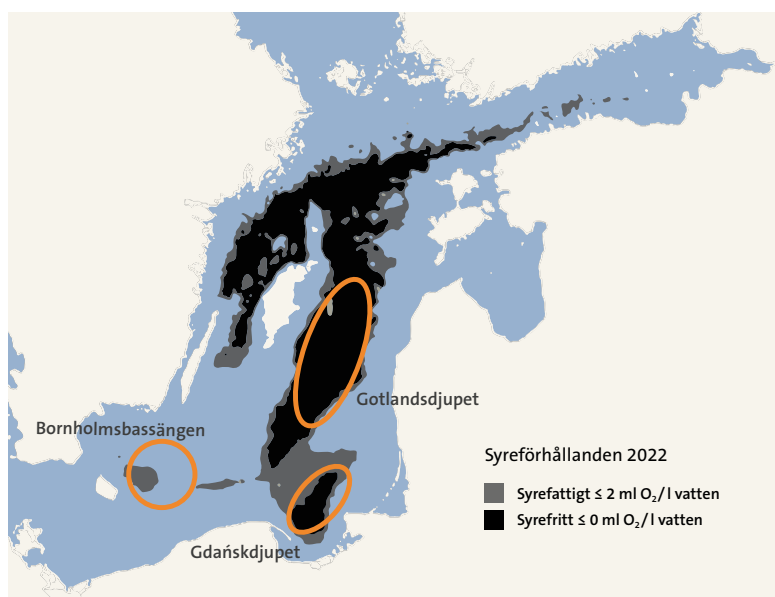 Bornholmsbassängen
Gotlandsdjupet
Gdańskdjupet
Syreförhållanden 2022
Syrefattigt ≤ 2 ml O₂/l vatten
Syrefritt ≤ 0 ml O₂/l vatten